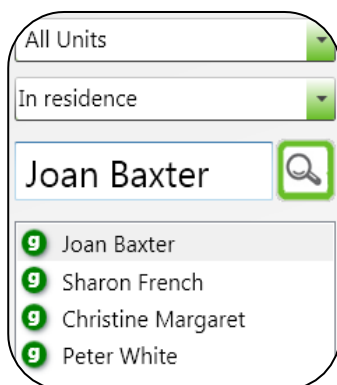 All Units
In residence
Joan Baxter
g Joan Baxter
g Sharon French
g Christine Margaret
g Peter White